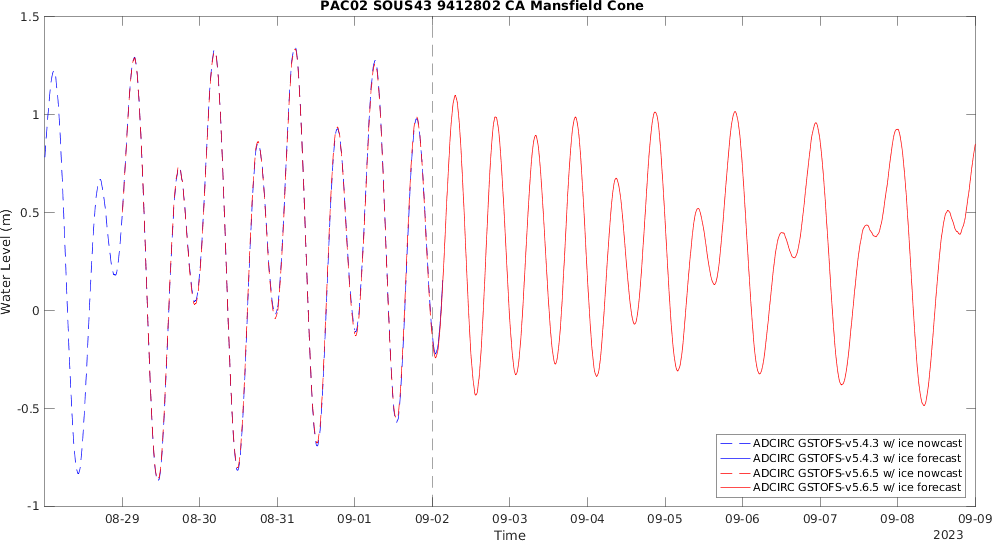 PAC02 SOUS43 9412802 CA Mansfield Cone
1.5
1
0.5
0
-0.5
-1
Water Level (m)
08-29 08-30 08-31 09-01 09-02 09-03 09-04 09-05 09-06 09-07 09-08 09-09
Time
2023
ADCIRC GSTOFS-v5.4.3 w/ ice nowcast
ADCIRC GSTOFS-v5.4.3 w/ ice forecast
ADCIRC GSTOFS-v5.6.5 w/ ice nowcast
ADCIRC GSTOFS-v5.6.5 w/ ice forecast